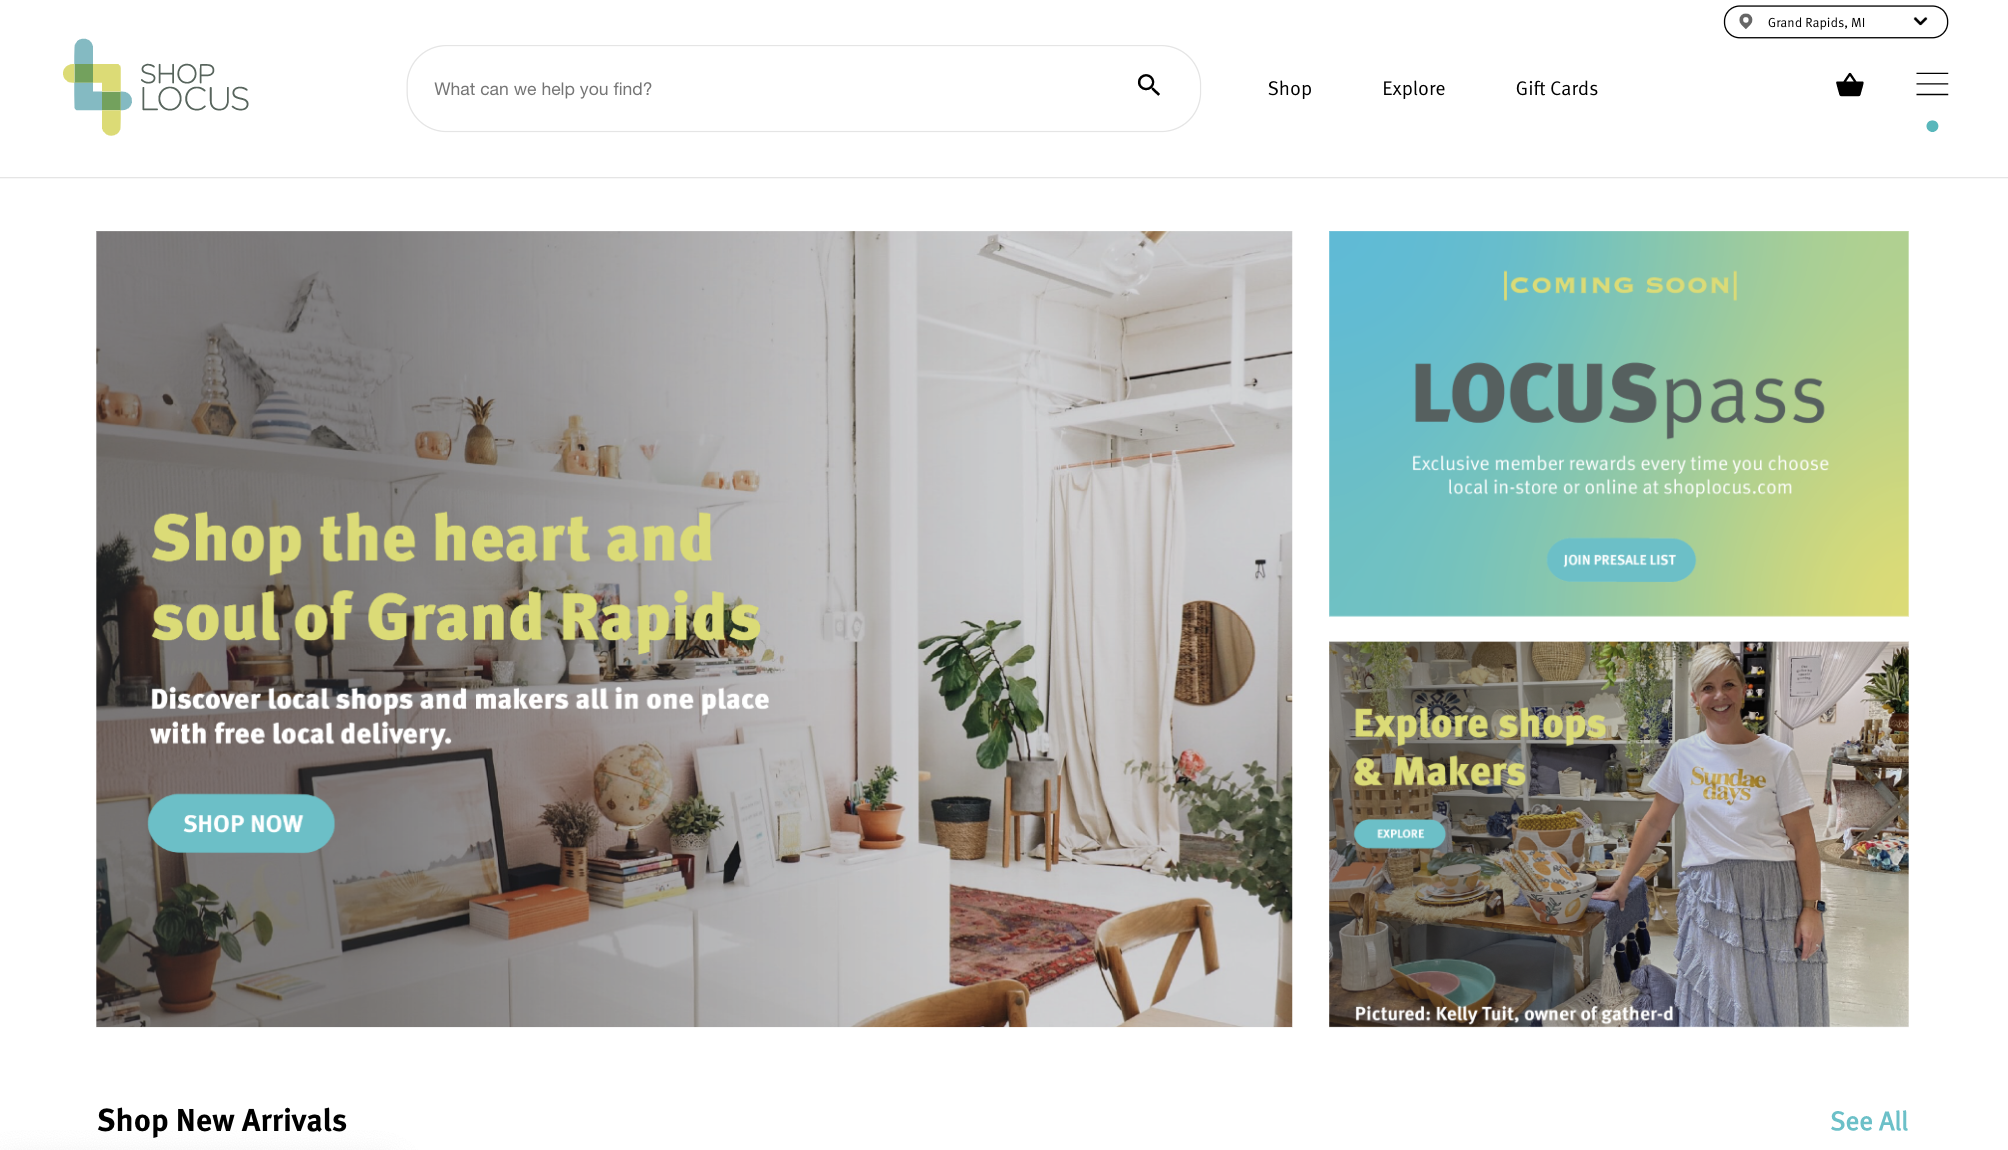 Grand Rapids, MI
SHOP
LOCUS
What can we help you find?
Shop
Explore
Gift Cards
Shop the heart and
soul of Grand Rapids
Discover local shops and makers all in one place
with free local delivery.
SHOP NOW
|COMING SOON|
LOCUSpass
Exclusive member rewards every time you choose
local in-store or online at shoplocus.com
JOIN PRESALE LIST
Explore shops
& Makers
EXPLORE
Sundae
days
Pictured: Kelly Tuit, owner of gather-d
Shop New Arrivals
See All